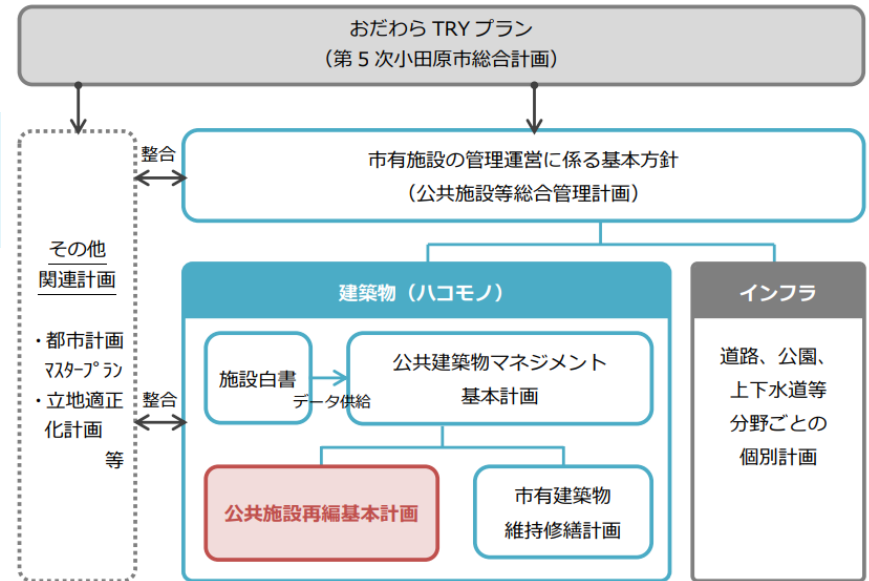 おだわら TRY プラン
（第 5 次小田原市総合計画）
整合
市有施設の管理運営に係る基本方針
（公共施設等総合管理計画）
その他
関連計画
・都市計画
ﾏｽﾀｰﾌﾟﾗﾝ
・立地適正
化計画
等
整合
建築物（ハコモノ）
施設白書
データ供給
公共建築物マネジメント
基本計画
公共施設再編基本計画
市有建築物
維持修繕計画
インフラ
道路、公園、
上下水道等
分野ごとの
個別計画